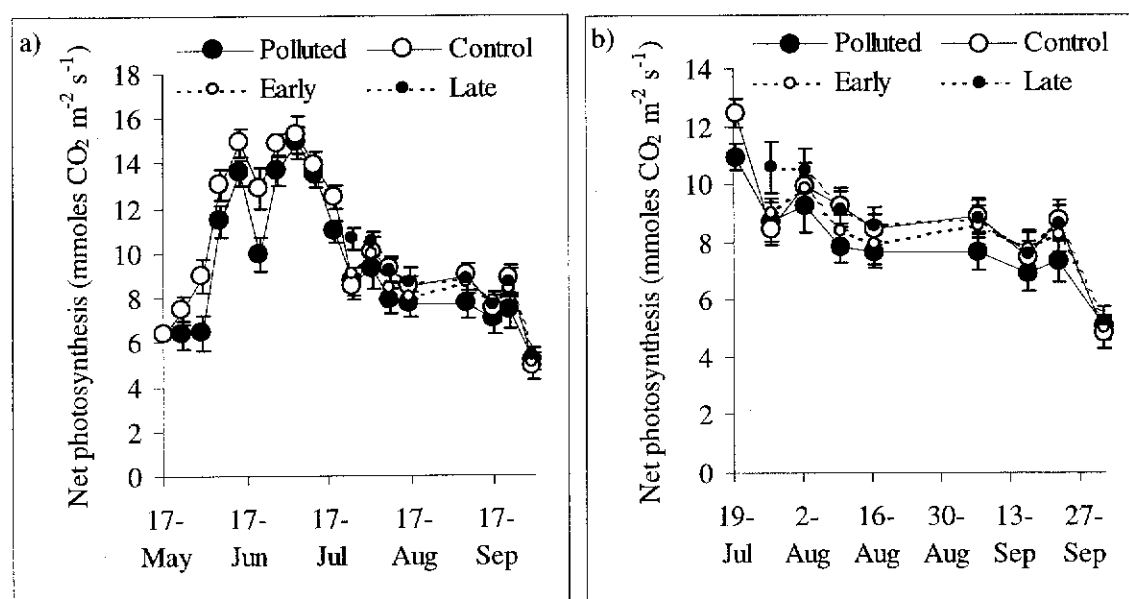 a)
Polluted Control
Early Late
Net photosynthesis (mmoles CO₂ m⁻² s⁻¹)
18
16
14
12
10
8
6
4
2
0
17- 17- 17- 17- 17-
May Jun Jul Aug Sep
b)
Polluted Control
Early Late
Net photosynthesis (mmoles CO₂ m⁻² s⁻¹)
14
12
10
8
6
4
2
0
19- 2- 16- 30- 13- 27-
Jul Aug Aug Aug Sep Sep